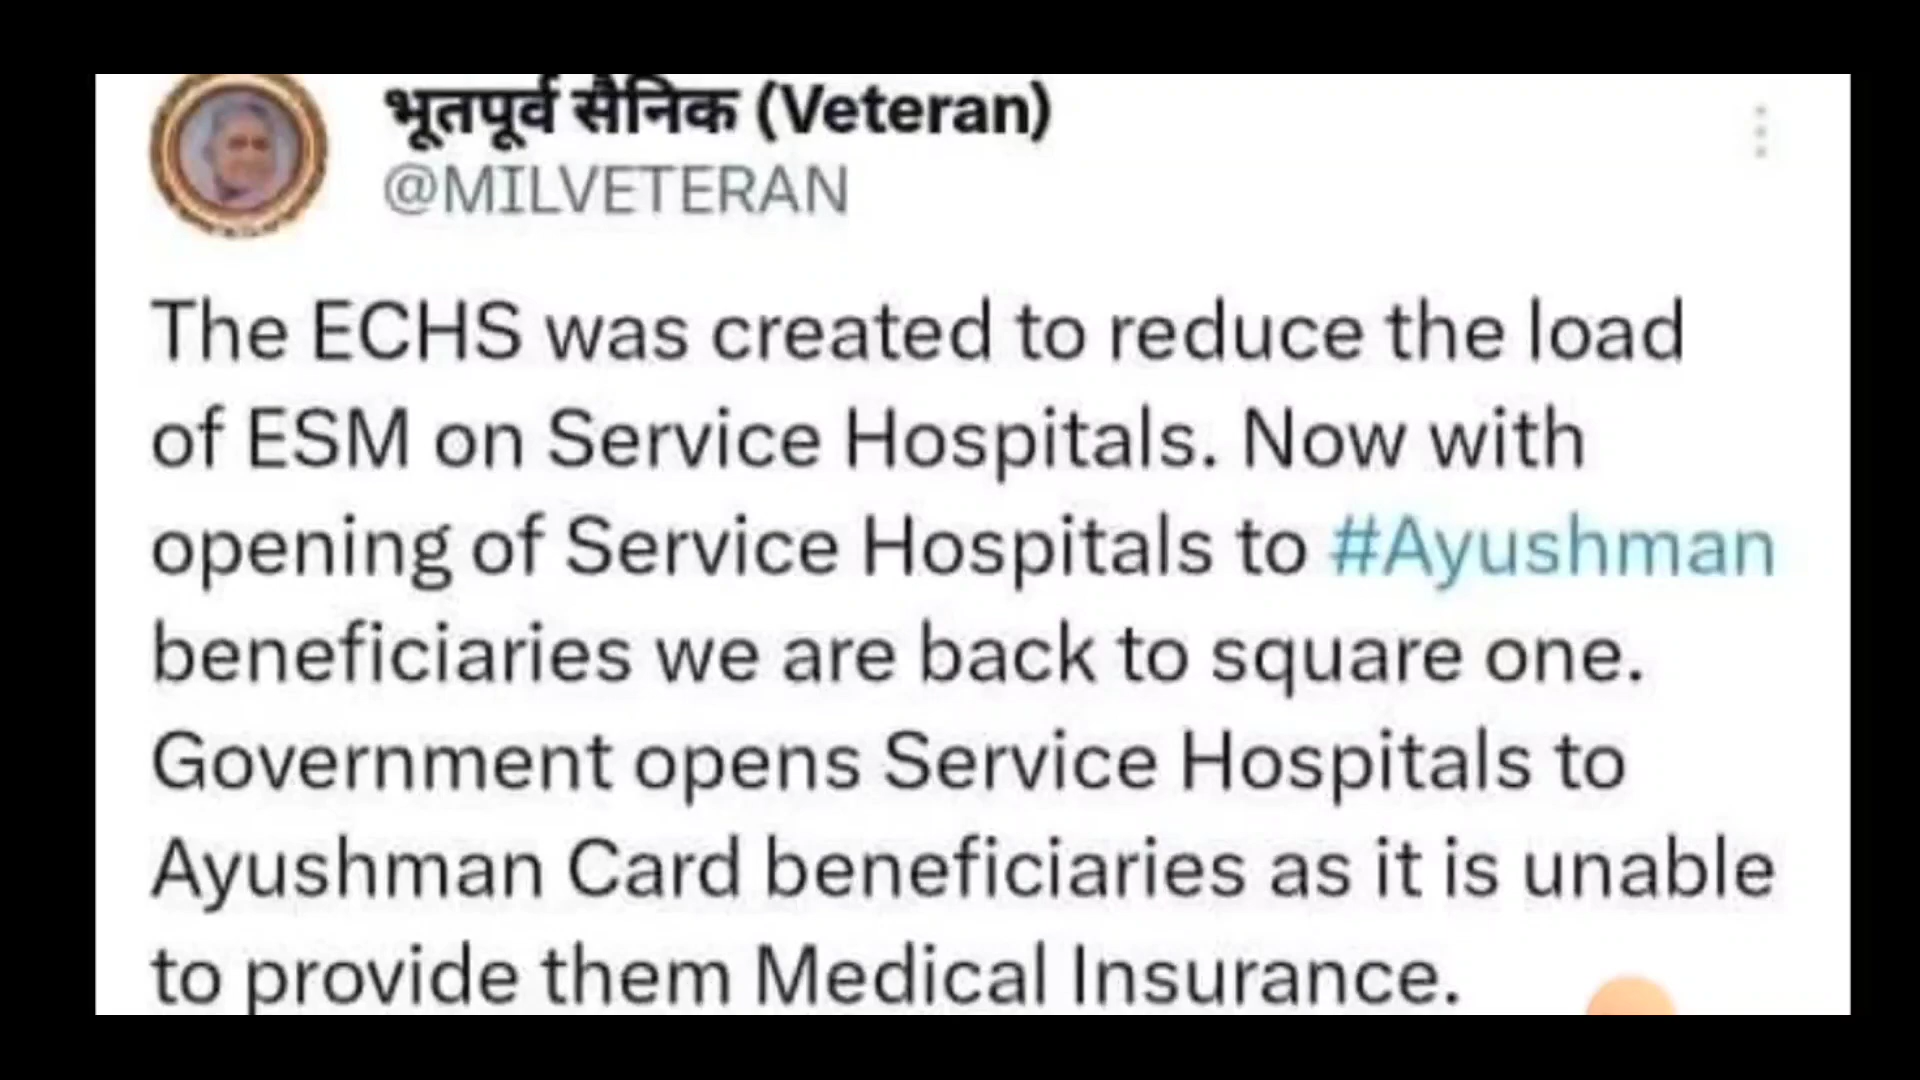 भूतपूर्व सैनिक (Veteran)
@MILVETERAN
The ECHS was created to reduce the load
of ESM on Service Hospitals. Now with
opening of Service Hospitals to #Ayushman
beneficiaries we are back to square one.
Government opens Service Hospitals to
Ayushman Card beneficiaries as it is unable
to provide them Medical Insurance.